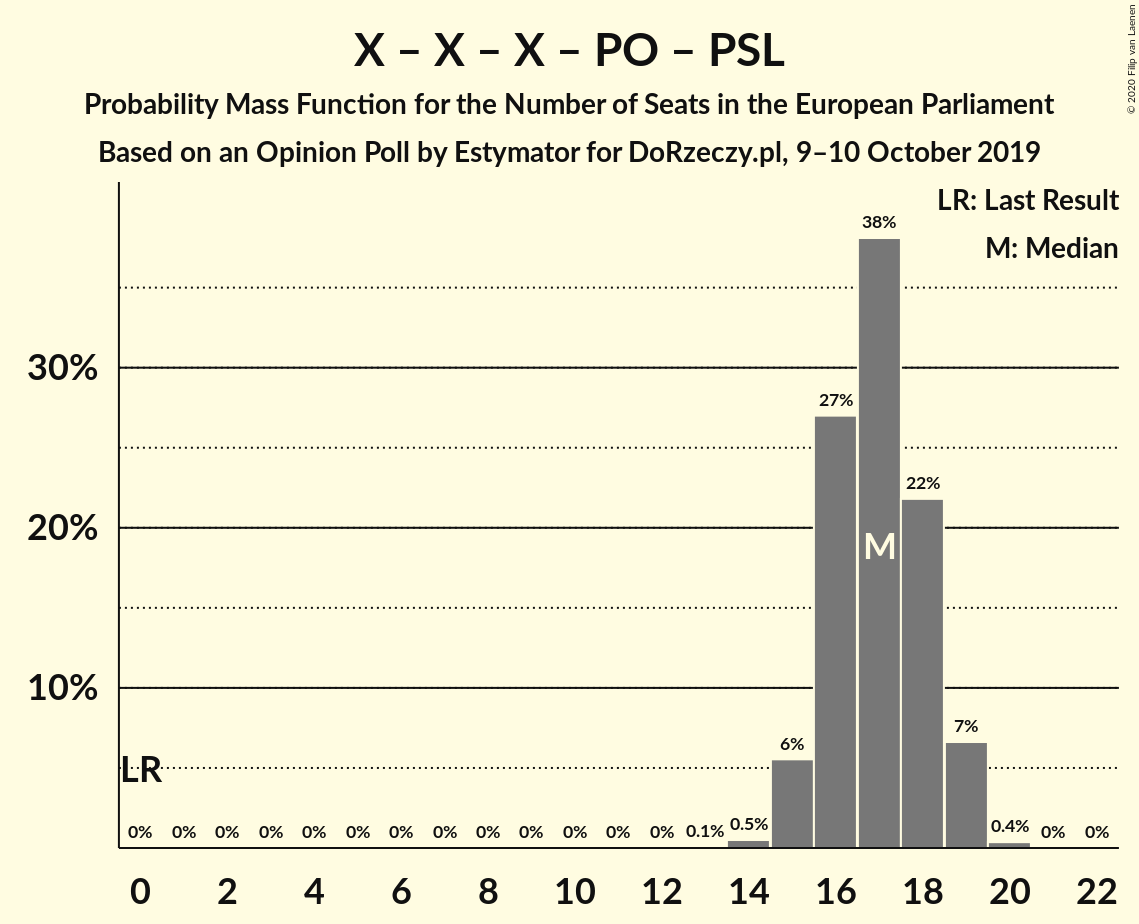 X – X – X – PO – PSL
Probability Mass Function for the Number of Seats in the European Parliament
Based on an Opinion Poll by Estymator for DoRzeczy.pl, 9–10 October 2019
© 2020 Filip van Laenen
LR: Last Result
M: Median
38%
30%
27%
22%
20%
M
10%
7%
6%
LR
0% 0% 0% 0% 0% 0% 0% 0% 0% 0% 0% 0% 0% 0.1% 0.5% 0.4% 0% 0%
0 2 4 6 8 10 12 14 16 18 20 22